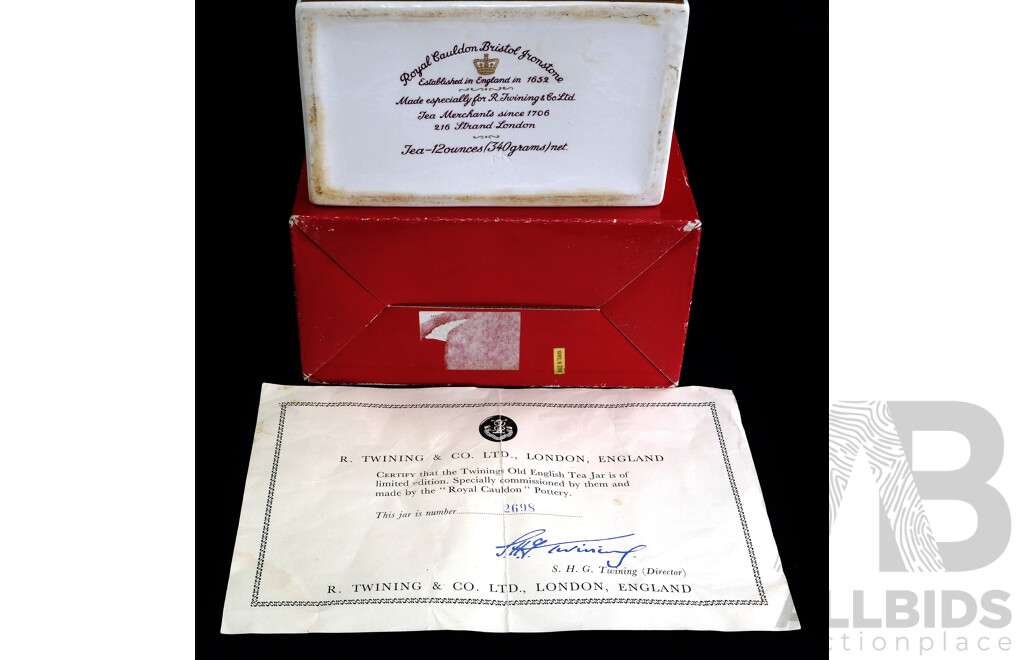 Royal Cauldon Bristol Ironstone
Established in England in 1652
Made especially for R. Twining & Co Ltd.
Tea Merchants since 1706
216 Strand London
Tea-12ounces (340grams) net.
R. TWINING & CO. LTD., LONDON, ENGLAND
CERTIFY that the Twinings Old English Tea Jar is of
limited edition. Specially commissioned by them and
made by the "Royal Cauldon" Pottery.
This jar is number 2698
S. H. G. Twining
S. H. G. Twining (Director)
R. TWINING & CO. LTD., LONDON, ENGLAND
AB
ALLBIDS
auctionplace